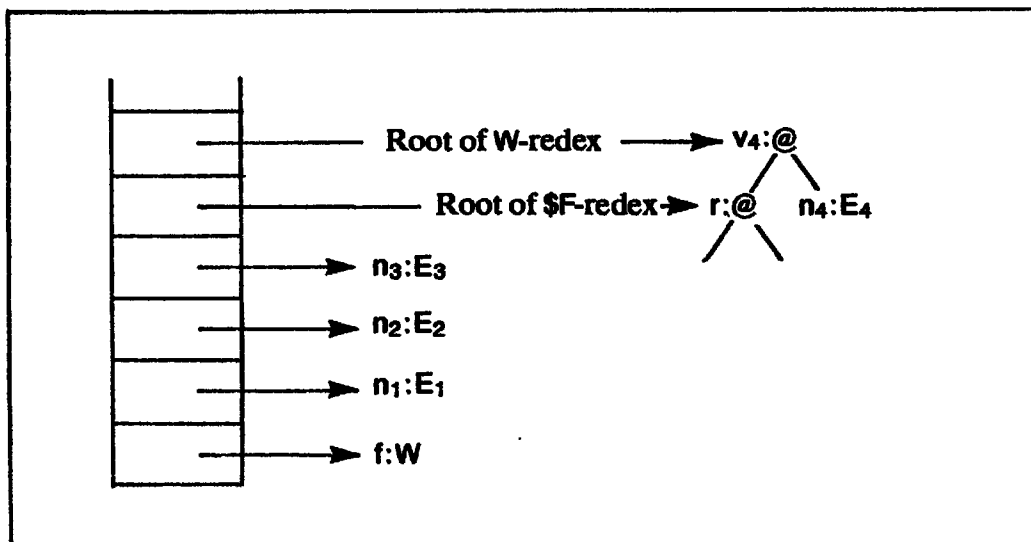 Root of W-redex v₄:@
Root of $F-redex r:@ n₄:E₄
n₃:E₃
n₂:E₂
n₁:E₁
f:W